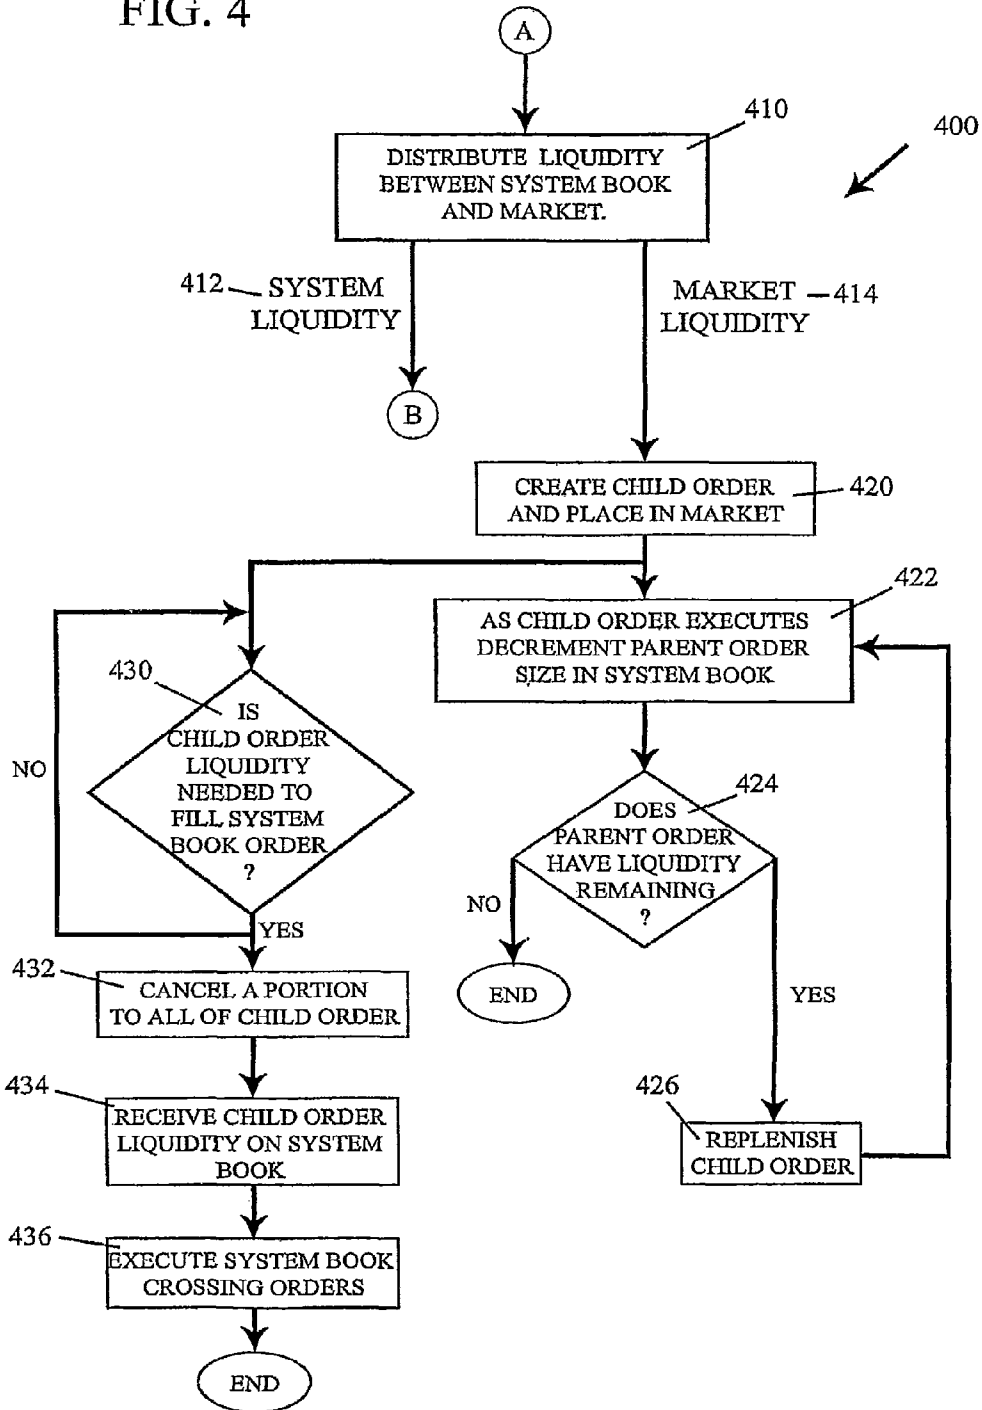 FIG. 4
A
410
400
DISTRIBUTE LIQUIDITY
BETWEEN SYSTEM BOOK
AND MARKET.
412
SYSTEM
LIQUIDITY
MARKET
LIQUIDITY
414
B
CREATE CHILD ORDER
AND PLACE IN MARKET
420
422
AS CHILD ORDER EXECUTES
DECREMENT PARENT ORDER
SIZE IN SYSTEM BOOK
430
IS
CHILD ORDER
LIQUIDITY
NEEDED TO
FILL SYSTEM
BOOK ORDER
?
NO
YES
424
DOES
PARENT ORDER
HAVE LIQUIDITY
REMAINING
?
NO
END
YES
432
CANCEL A PORTION
TO ALL OF CHILD ORDER
434
RECEIVE CHILD ORDER
LIQUIDITY ON SYSTEM
BOOK
426
REPLENISH
CHILD ORDER
436
EXECUTE SYSTEM BOOK
CROSSING ORDERS
END